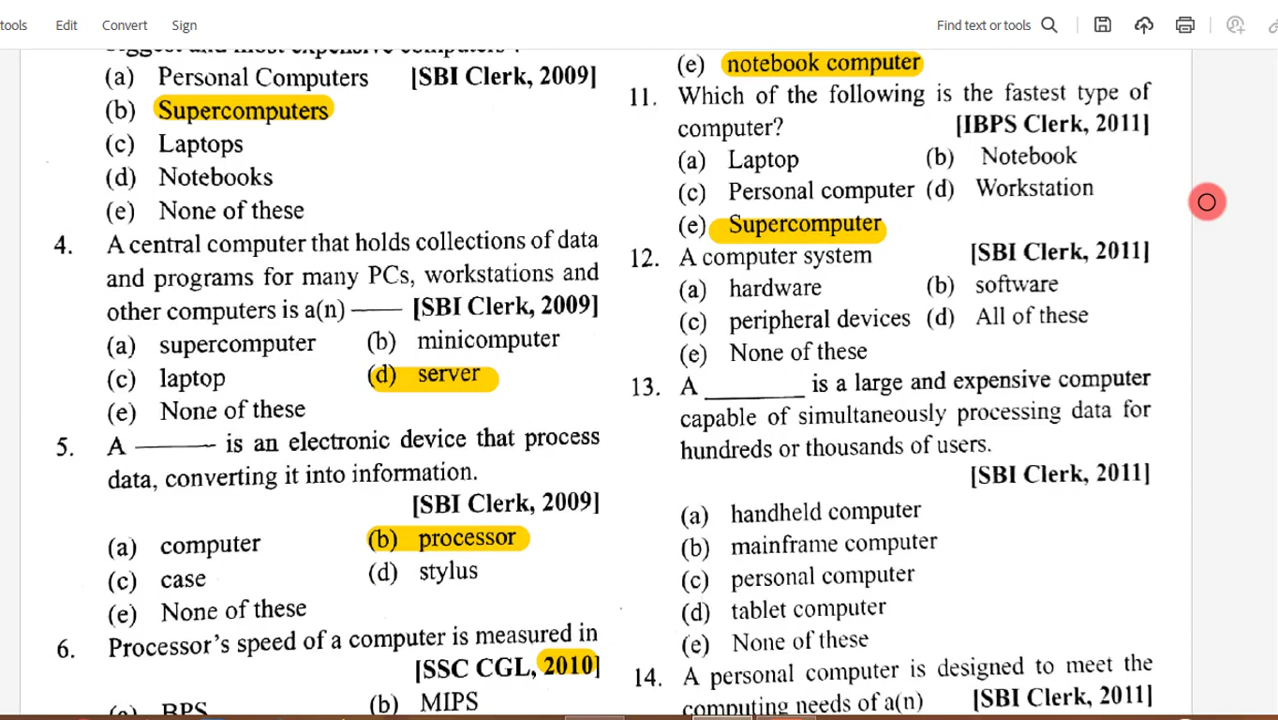 tools Edit Convert Sign Find text or tools
biggest and most expensive computers?
(a) Personal Computers [SBI Clerk, 2009]
(b) Supercomputers
(c) Laptops
(d) Notebooks
(e) None of these
4. A central computer that holds collections of data
and programs for many PCs, workstations and
other computers is a(n) —— [SBI Clerk, 2009]
(a) supercomputer (b) minicomputer
(c) laptop (d) server
(e) None of these
5. A ——— is an electronic device that process
data, converting it into information.
[SBI Clerk, 2009]
(a) computer (b) processor
(c) case (d) stylus
(e) None of these
6. Processor's speed of a computer is measured in
[SSC CGL, 2010]
(a) BPS (b) MIPS
(e) notebook computer
11. Which of the following is the fastest type of
computer? [IBPS Clerk, 2011]
(a) Laptop (b) Notebook
(c) Personal computer (d) Workstation
(e) Supercomputer
12. A computer system [SBI Clerk, 2011]
(a) hardware (b) software
(c) peripheral devices (d) All of these
(e) None of these
13. A ________ is a large and expensive computer
capable of simultaneously processing data for
hundreds or thousands of users.
[SBI Clerk, 2011]
(a) handheld computer
(b) mainframe computer
(c) personal computer
(d) tablet computer
(e) None of these
14. A personal computer is designed to meet the
computing needs of a(n) [SBI Clerk, 2011]